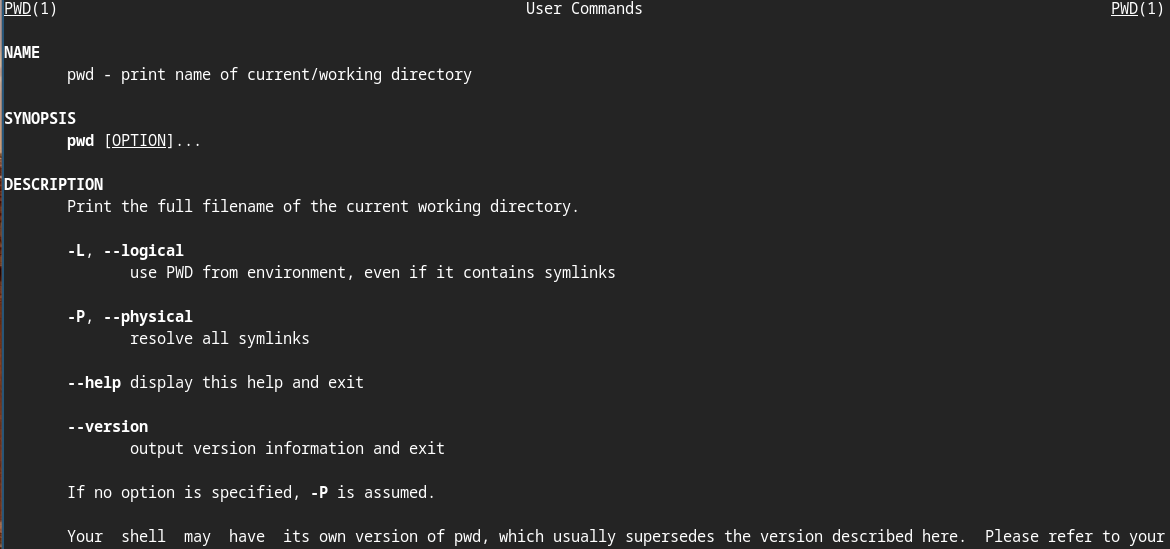 PWD(1) User Commands PWD(1)
NAME
pwd - print name of current/working directory
SYNOPSIS
pwd [OPTION]...
DESCRIPTION
Print the full filename of the current working directory.
-L, --logical
use PWD from environment, even if it contains symlinks
-P, --physical
resolve all symlinks
--help display this help and exit
--version
output version information and exit
If no option is specified, -P is assumed.
Your shell may have its own version of pwd, which usually supersedes the version described here. Please refer to your